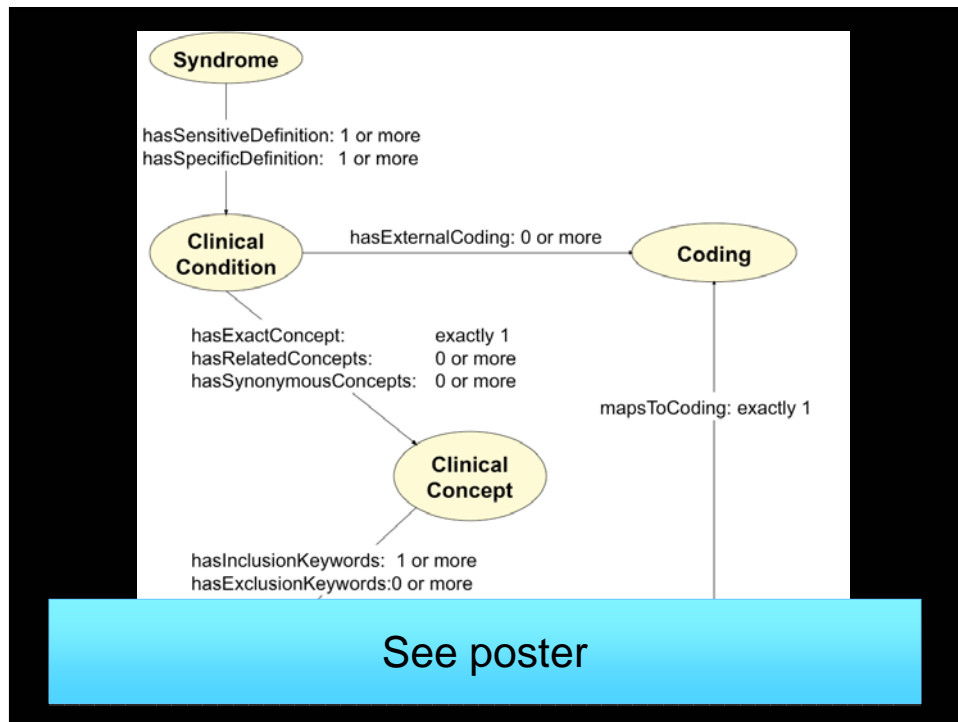 Syndrome
hasSensitiveDefinition: 1 or more
hasSpecificDefinition: 1 or more
Clinical
Condition
hasExternalCoding: 0 or more
Coding
hasExactConcept: exactly 1
hasRelatedConcepts: 0 or more
hasSynonymousConcepts: 0 or more
mapsToCoding: exactly 1
Clinical
Concept
hasInclusionKeywords: 1 or more
hasExclusionKeywords:0 or more
See poster